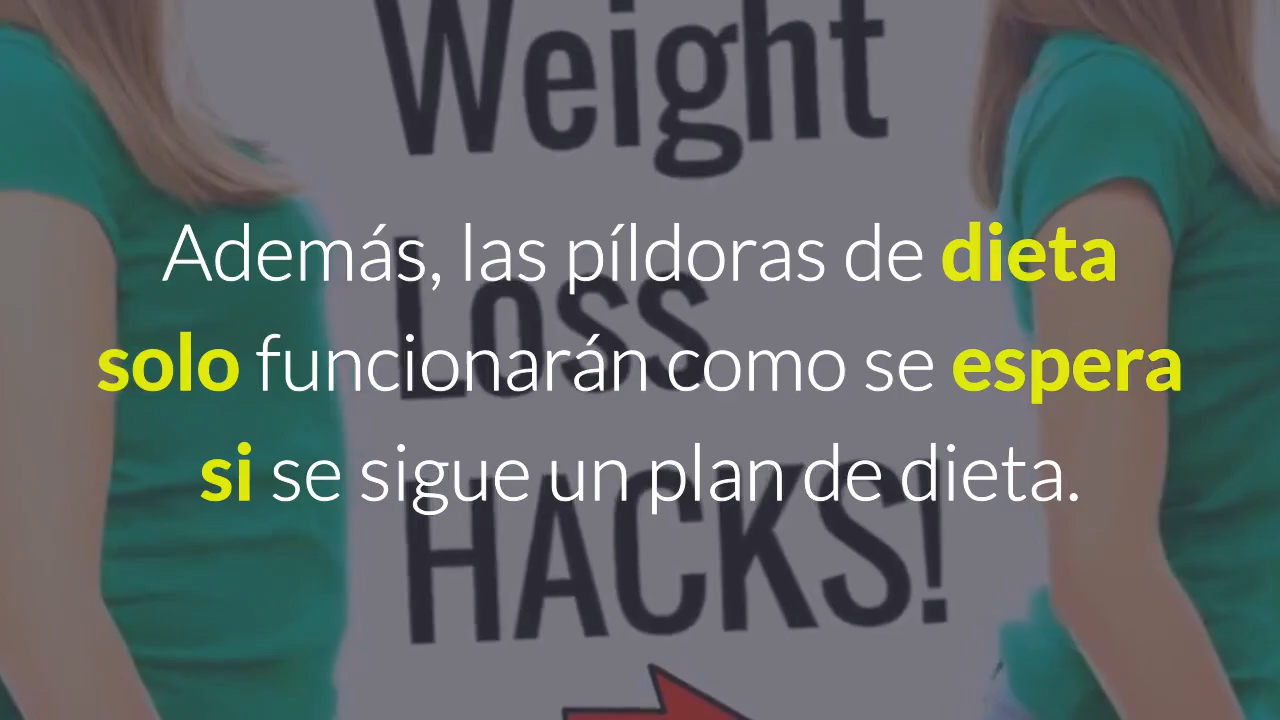 Weight
Además, las píldoras de dieta
Loss
solo funcionarán como se espera
si se sigue un plan de dieta.
HACKS!